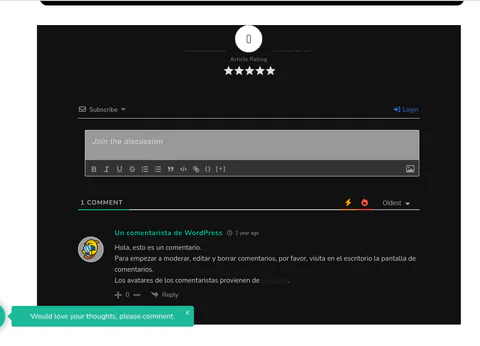 0
Article Rating
Subscribe
Login
Join the discussion
B I U S {} [+]
1 COMMENT
Oldest
Un comentarista de WordPress 1 year ago
Hola, esto es un comentario.
Para empezar a moderar, editar y borrar comentarios, por favor, visita en el escritorio la pantalla de
comentarios.
Los avatares de los comentaristas provienen de
0 Reply
Would love your thoughts, please comment. x